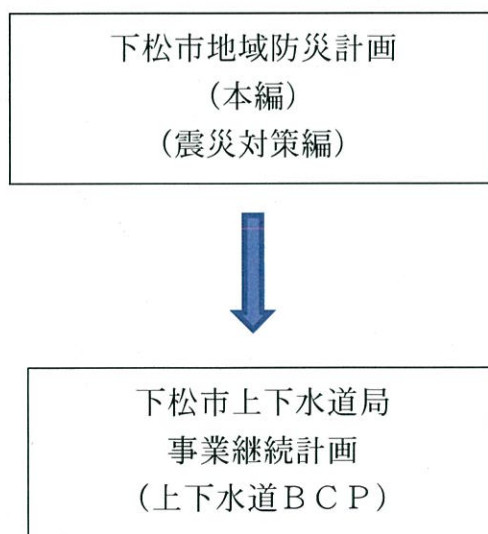 下松市地域防災計画
(本編)
(震災対策編)
下松市上下水道局
事業継続計画
(上下水道ＢＣＰ)